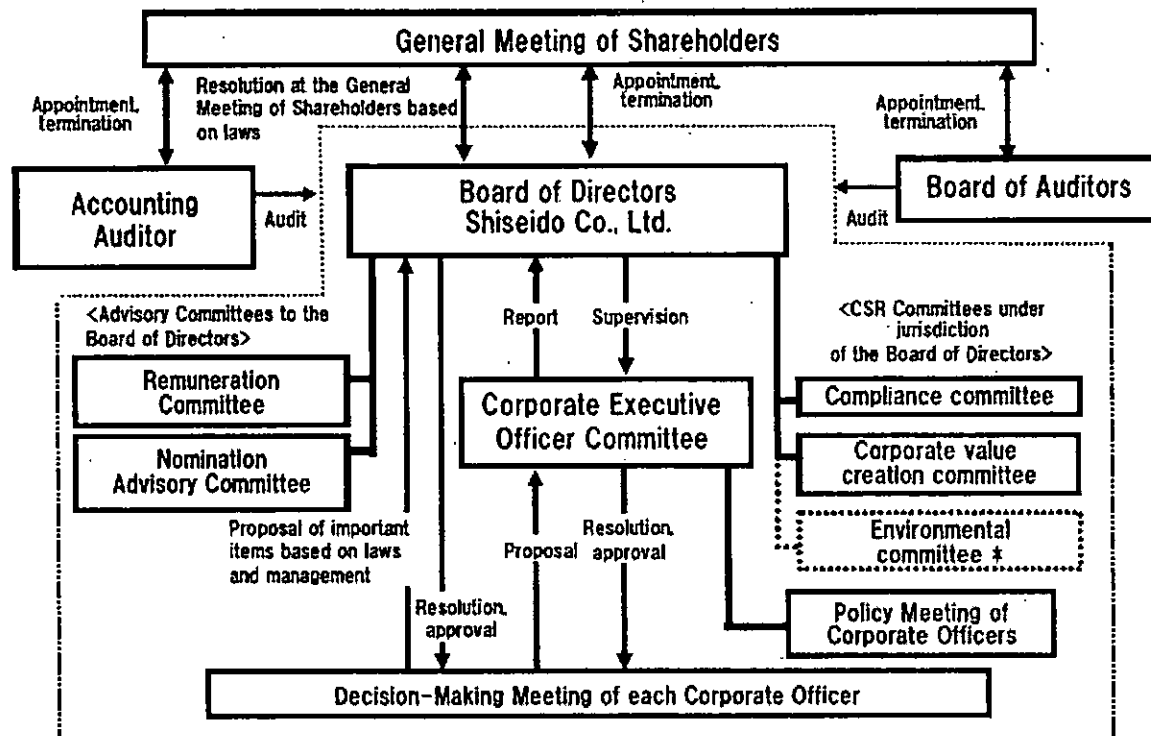 General Meeting of Shareholders
Appointment,
termination
Resolution at the General
Meeting of Shareholders based
on laws
Appointment,
termination
Appointment,
termination
Accounting
Auditor
Audit
Board of Directors
Shiseido Co., Ltd.
Audit
Board of Auditors
<Advisory Committees to the
Board of Directors>
Remuneration
Committee
Nomination
Advisory Committee
Report
Supervision
<CSR Committees under
jurisdiction
of the Board of Directors>
Corporate Executive
Officer Committee
Compliance committee
Corporate value
creation committee
Environmental
committee *
Proposal of important
items based on laws
and management
Proposal
Resolution,
approval
Resolution,
approval
Policy Meeting of
Corporate Officers
Decision-Making Meeting of each Corporate Officer